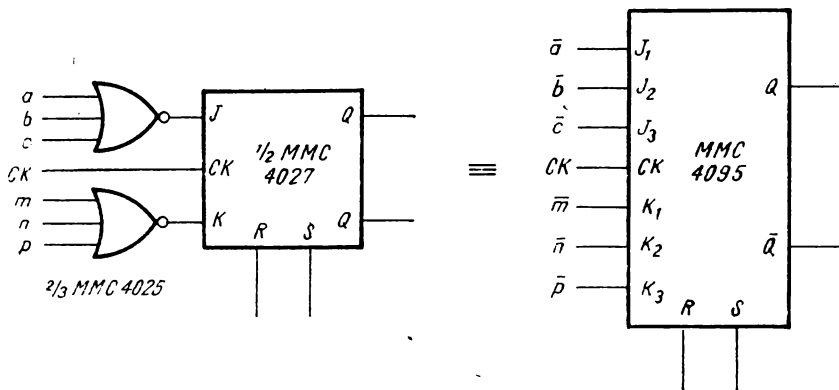 a
b
c
CK
m
n
p
J
CK
K
Q
Q
R S
1/2 MMC
4027
2/3 MMC 4025
≡
ā
b̄
c̄
CK
m̄
n̄
p̄
J₁
J₂
J₃
CK
K₁
K₂
K₃
MMC
4095
Q
Q̄
R S